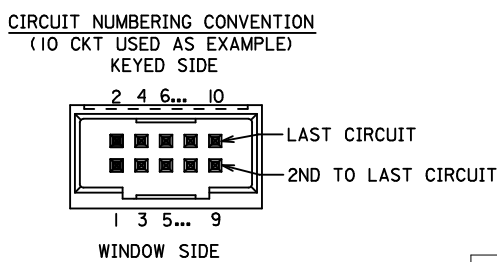 CIRCUIT NUMBERING CONVENTION
(10 CKT USED AS EXAMPLE)
KEYED SIDE
2 4 6... 10
LAST CIRCUIT
2ND TO LAST CIRCUIT
1 3 5... 9
WINDOW SIDE